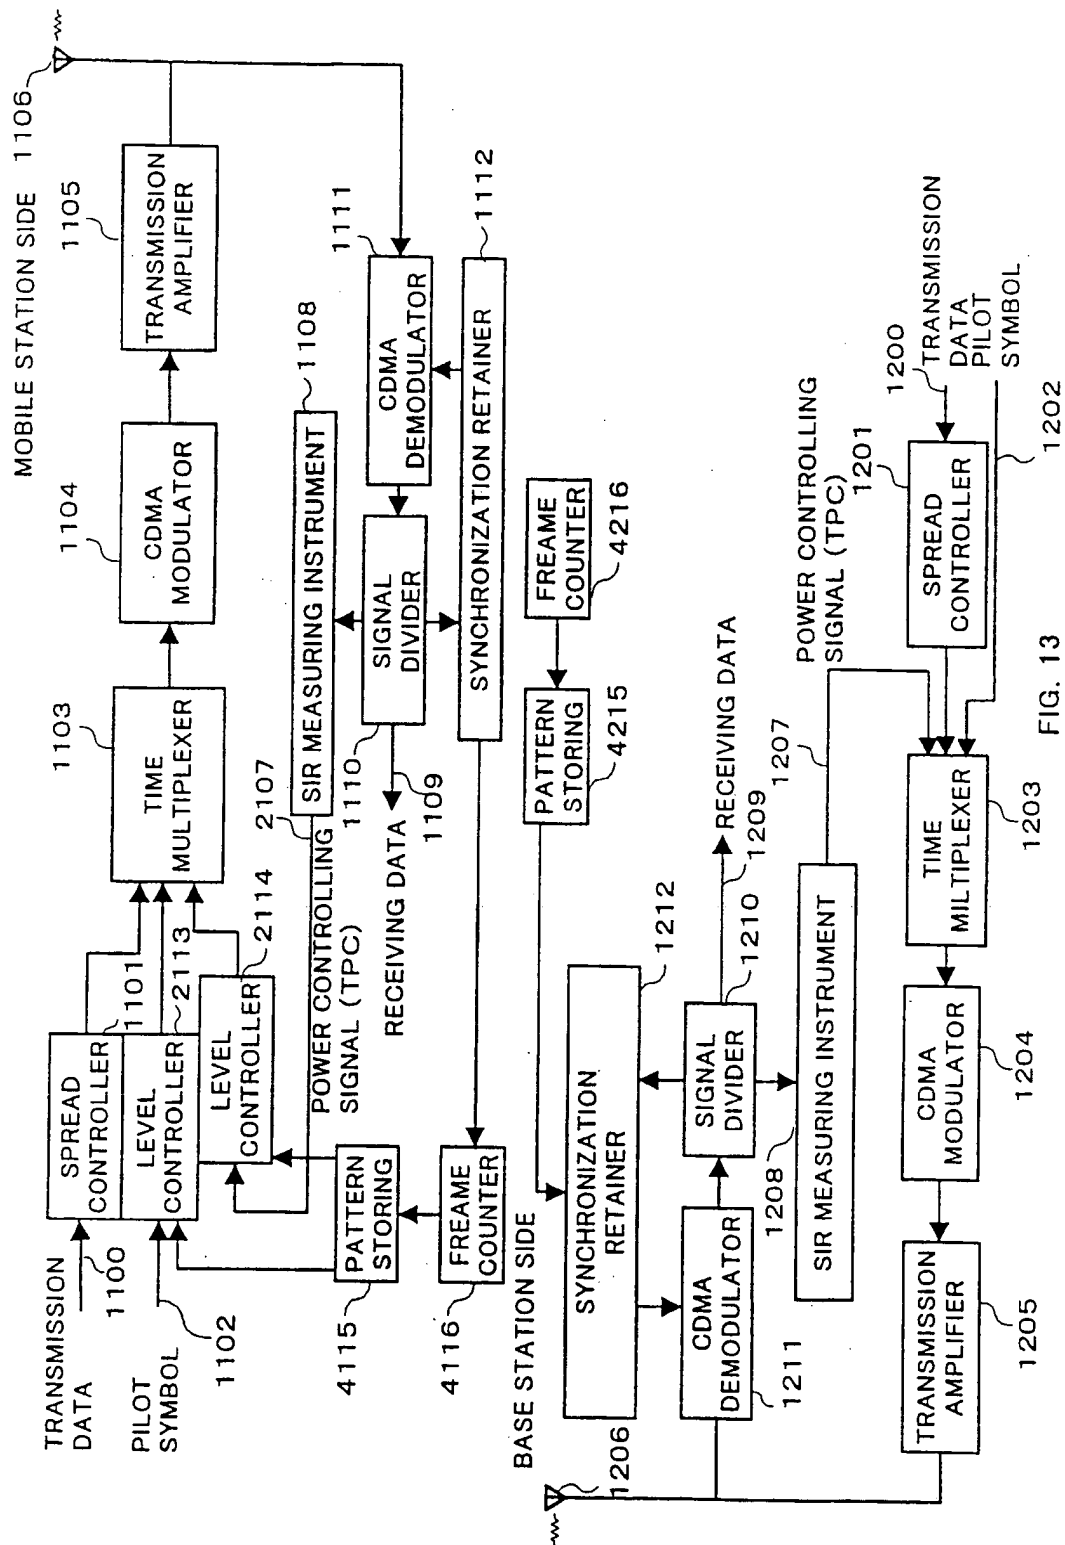 MOBILE STATION SIDE 1106
TRANSMISSION
DATA
1100
PILOT
SYMBOL
1102
SPREAD
CONTROLLER
1101
LEVEL
CONTROLLER
2113
LEVEL
CONTROLLER
2114
TIME
MULTIPLEXER
1103
CDMA
MODULATOR
1104
TRANSMISSION
AMPLIFIER
1105
2107
POWER CONTROLLING
SIGNAL (TPC)
SIR MEASURING INSTRUMENT
1108
PATTERN
STORING
4115
FREAME
COUNTER
4116
RECEIVING DATA
1109
1110
SIGNAL
DIVIDER
CDMA
DEMODULATOR
1111
SYNCHRONIZATION RETAINER
1112
BASE STATION SIDE
1206
PATTERN
STORING
4215
FREAME
COUNTER
4216
SYNCHRONIZATION
RETAINER
1212
CDMA
DEMODULATOR
1211
SIGNAL
DIVIDER
1210
RECEIVING DATA
1209
1208
SIR MEASURING INSTRUMENT
1207
POWER CONTROLLING
SIGNAL (TPC)
TRANSMISSION
AMPLIFIER
1205
CDMA
MODULATOR
1204
TIME
MILTIPLEXER
1203
SPREAD
CONTROLLER
1201
1200
TRANSMISSION
DATA
PILOT
SYMBOL
1202
FIG. 13